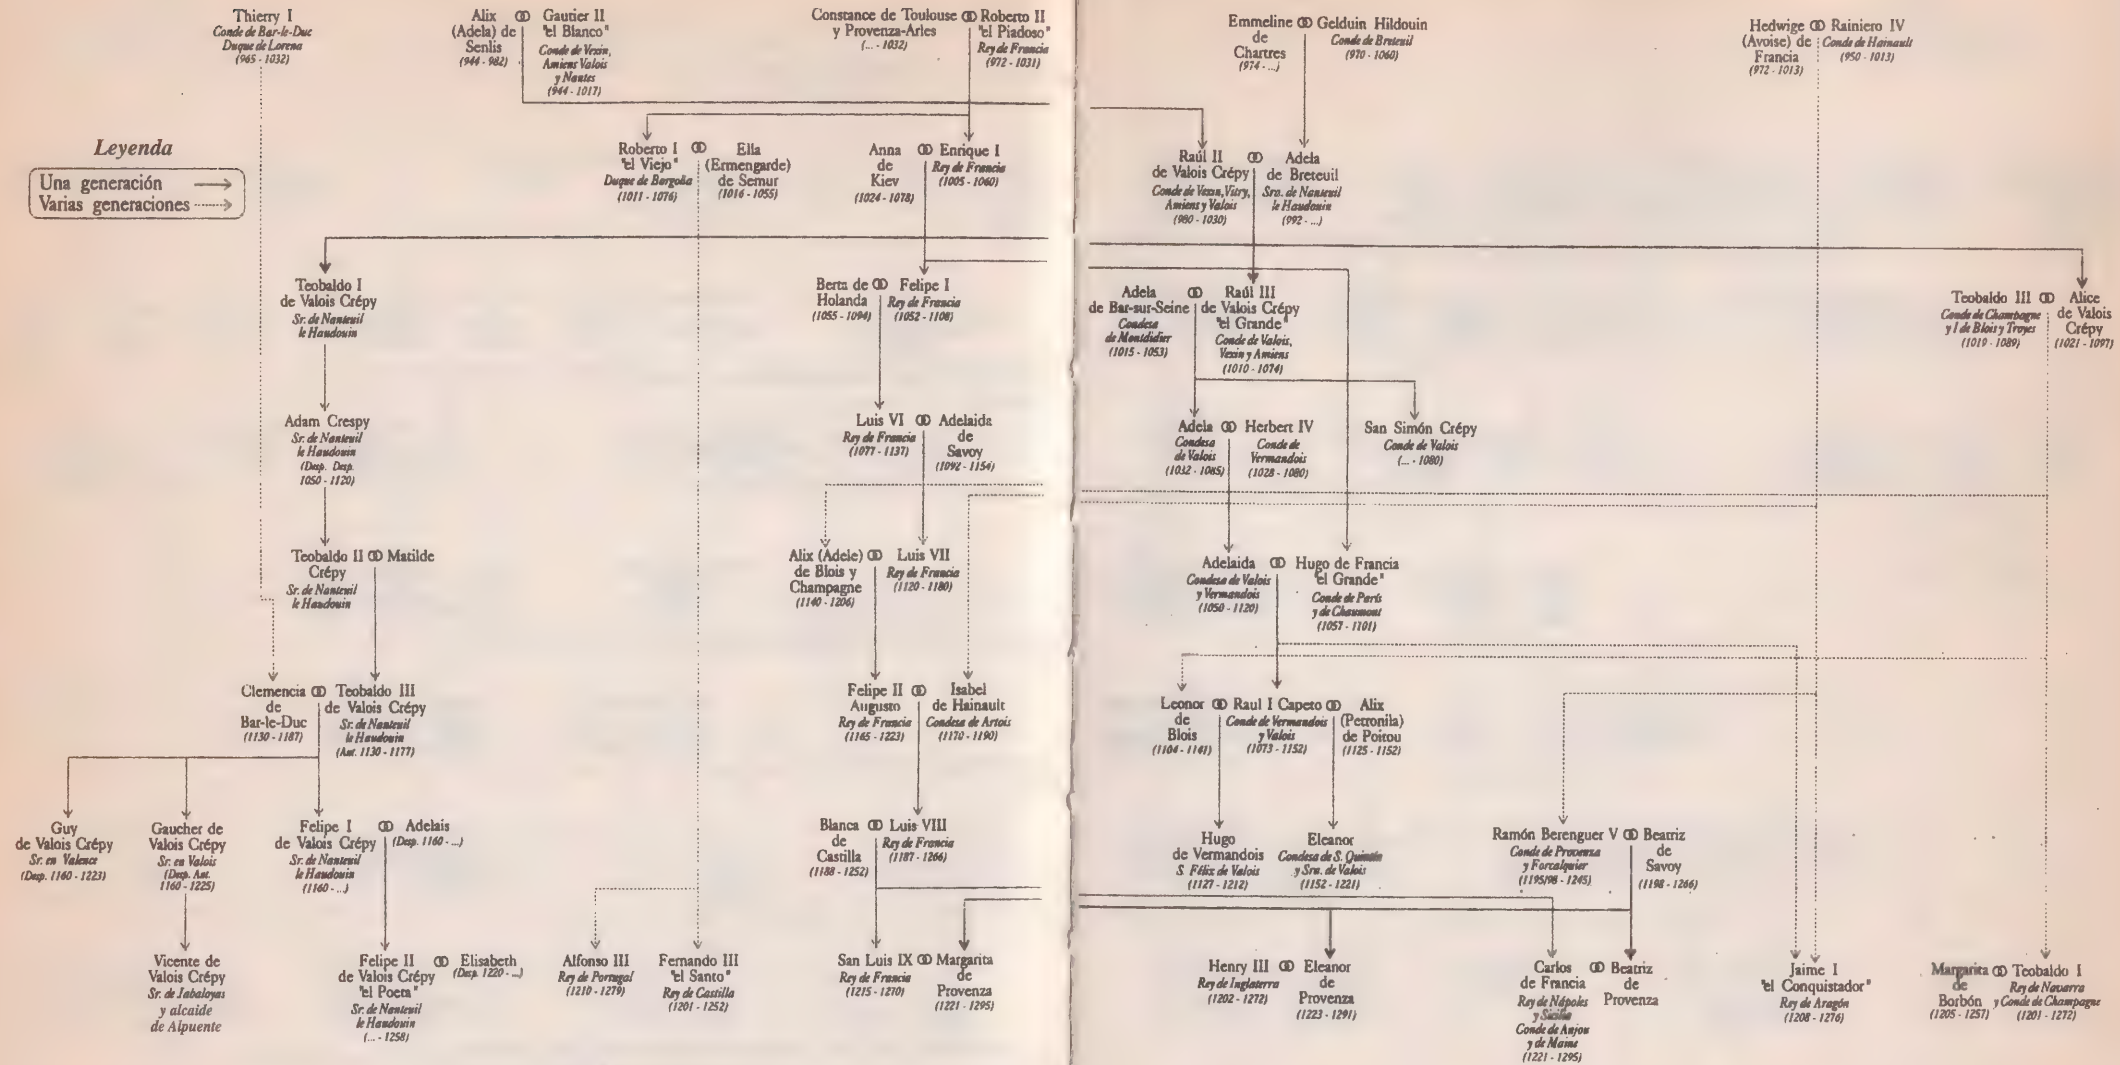 Thierry I
Conde de Bar-le-Duc
Duque de Lorena
(965 - 1032)
Alix
(Adela) de
Senlis
(944 - 982)
Gautier II
"el Blanco"
Conde de Vexin,
Amiens Valois
y Nantes
(944 - 1017)
Constance de Toulouse
y Provenza-Arles
(... - 1032)
Roberto II
"el Piadoso"
Rey de Francia
(972 - 1031)
Emmeline
de
Chartres
(974 - ...)
Gelduin Hildouin
Conde de Breteuil
(970 - 1060)
Hedwige
(Avoise) de
Francia
(972 - 1013)
Rainiero IV
Conde de Hainault
(950 - 1013)
Leyenda
Una generación
Varias generaciones
Roberto I
"el Viejo"
Duque de Borgoña
(1011 - 1076)
Ella
(Ermengarde)
de Semur
(1016 - 1055)
Anna
de
Kiev
(1024 - 1078)
Enrique I
Rey de Francia
(1005 - 1060)
Raúl II
de Valois Crépy
Conde de Vexin, Vitry,
Amiens y Valois
(980 - 1030)
Adela
de Breteuil
Sra. de Nanteuil
le Haudouin
(992 - ...)
Teobaldo I
de Valois Crépy
Sr. de Nanteuil
le Haudouin
Berta de
Holanda
(1055 - 1094)
Felipe I
Rey de Francia
(1052 - 1108)
Adela
de Bar-sur-Seine
Condesa
de Montdidier
(1015 - 1053)
Raúl III
de Valois Crépy
"el Grande"
Conde de Valois,
Vexin y Amiens
(1010 - 1074)
Teobaldo III
Conde de Champagne
y I de Blois y Troyes
(1019 - 1089)
Alice
de Valois
Crépy
(1021 - 1097)
Adam Crespy
Sr. de Nanteuil
le Haudouin
(Desp. Desp.
1050 - 1120)
Luis VI
Rey de Francia
(1077 - 1137)
Adelaida
de
Savoy
(1092 - 1154)
Adela
Condesa
de Valois
(1032 - 1085)
Herbert IV
Conde de
Vermandois
(1028 - 1080)
San Simón Crépy
Conde de Valois
(... - 1080)
Teobaldo II
Crépy
Sr. de Nanteuil
le Haudouin
Matilde
Alix (Adele)
de Blois y
Champagne
(1140 - 1206)
Luis VII
Rey de Francia
(1120 - 1180)
Adelaida
Condesa de Valois
y Vermandois
(1050 - 1120)
Hugo de Francia
"el Grande"
Conde de París
y de Chaumont
(1057 - 1101)
Clemencia
de
Bar-le-Duc
(1130 - 1187)
Teobaldo III
de Valois Crépy
Sr. de Nanteuil
le Haudouin
(Ant. 1130 - 1177)
Felipe II
Augusto
Rey de Francia
(1165 - 1223)
Isabel
de Hainault
Condesa de Artois
(1170 - 1190)
Leonor
de
Blois
(1104 - 1141)
Raul I Capeto
Conde de Vermandois
y Valois
(1073 - 1152)
Alix
(Petronila)
de Poitou
(1125 - 1152)
Guy
de Valois Crépy
Sr. en Valence
(Desp. 1160 - 1223)
Gaucher de
Valois Crépy
Sr. en Valois
(Desp. Ant.
1160 - 1225)
Felipe I
de Valois Crépy
Sr. de Nanteuil
le Haudouin
(1160 - ...)
Adelais
(Desp. 1160 - ...)
Blanca
de
Castilla
(1188 - 1252)
Luis VIII
Rey de Francia
(1187 - 1266)
Hugo
de Vermandois
S. Félix de Valois
(1127 - 1212)
Eleanor
Condesa de S. Quintín
y Sra. de Valois
(1152 - 1221)
Ramón Berenguer V
Conde de Provenza
y Forcalquier
(1195/98 - 1245)
Beatriz
de
Savoy
(1198 - 1266)
Vicente de
Valois Crépy
Sr. de Jabaloyas
y alcaide
de Alpuente
Felipe II
de Valois Crépy
"el Poeta"
Sr. de Nanteuil
le Haudouin
(... - 1258)
Elisabeth
(Desp. 1220 - ...)
Alfonso III
Rey de Portugal
(1210 - 1279)
Fernando III
"el Santo"
Rey de Castilla
(1201 - 1252)
San Luis IX
Rey de Francia
(1215 - 1270)
Margarita
de
Provenza
(1221 - 1295)
Henry III
Rey de Inglaterra
(1202 - 1272)
Eleanor
de
Provenza
(1223 - 1291)
Carlos
de Francia
Rey de Nápoles
y Sicilia
Conde de Anjou
y de Maine
(1221 - 1295)
Beatriz
de
Provenza
Jaime I
"el Conquistador"
Rey de Aragón
(1208 - 1276)
Margarita
de
Borbón
(1205 - 1257)
Teobaldo I
Rey de Navarra
y Conde de Champagne
(1201 - 1272)